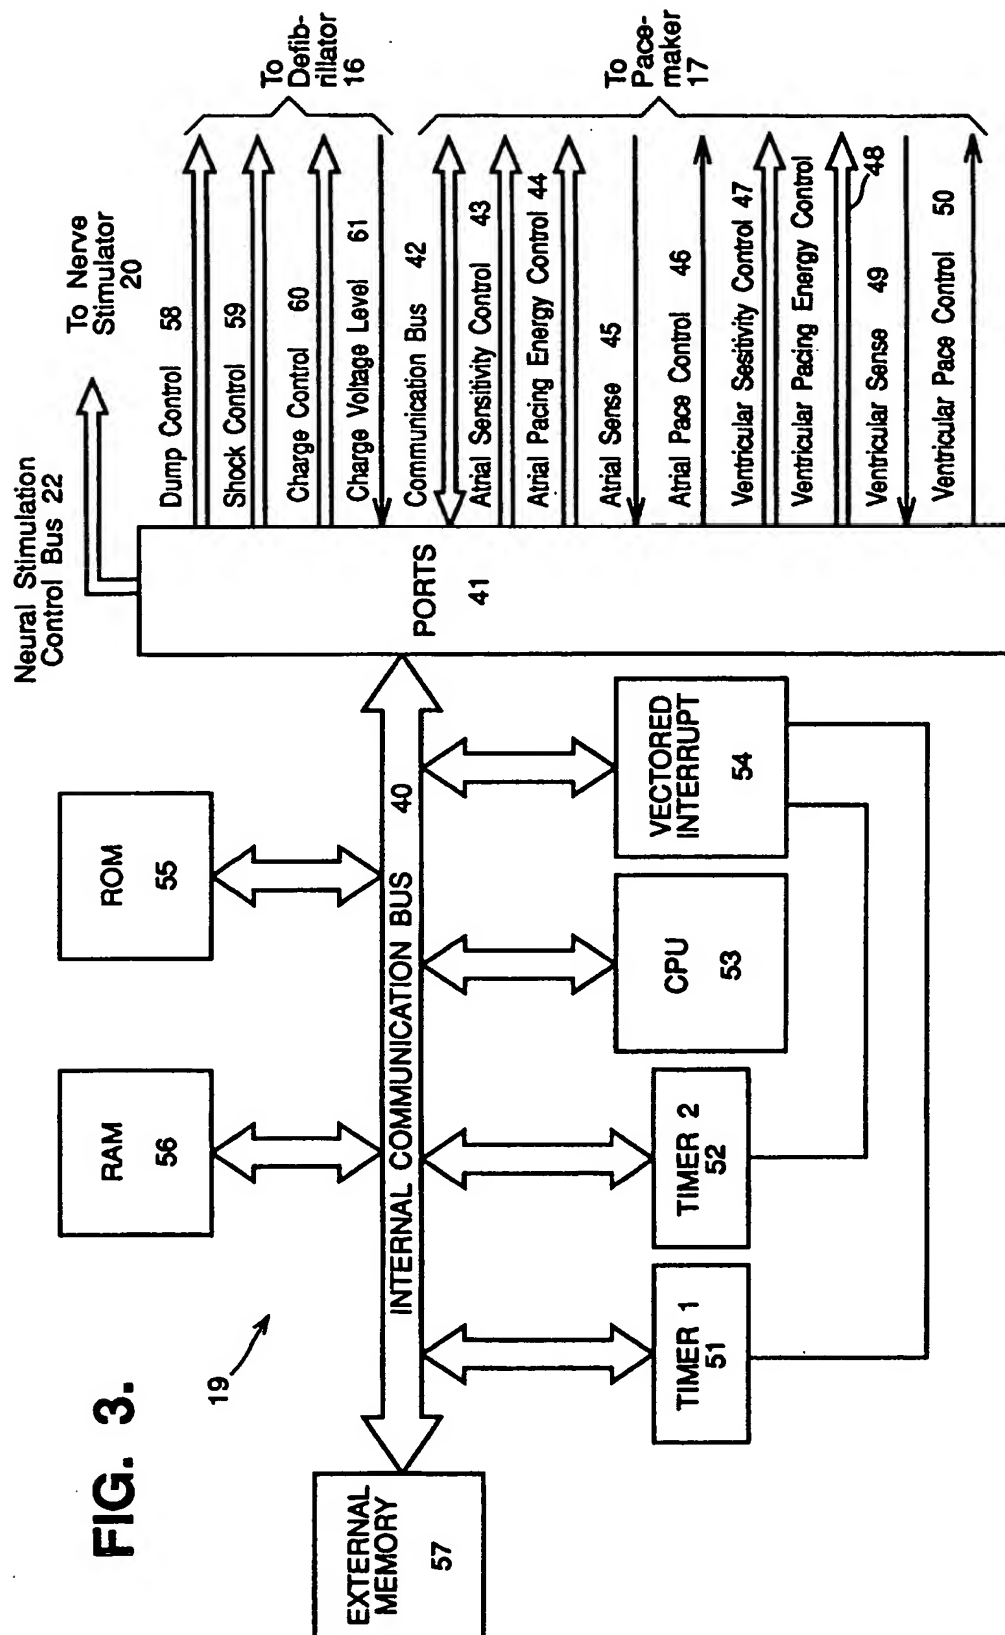 FIG. 3.
19
Neural Stimulation
Control Bus 22
To Nerve
Stimulator
20
RAM
56
ROM
55
EXTERNAL
MEMORY
57
INTERNAL COMMUNICATION BUS 40
TIMER 1
51
TIMER 2
52
CPU
53
VECTORED
INTERRUPT
54
PORTS
41
Dump Control 58
Shock Control 59
Charge Control 60
Charge Voltage Level 61
To
Defib-
rillator
16
Communication Bus 42
Atrial Sensitivity Control 43
Atrial Pacing Energy Control 44
Atrial Sense 45
Atrial Pace Control 46
Ventricular Sesitivity Control 47
Ventricular Pacing Energy Control
48
Ventricular Sense 49
Ventricular Pace Control 50
To
Pace-
maker
17